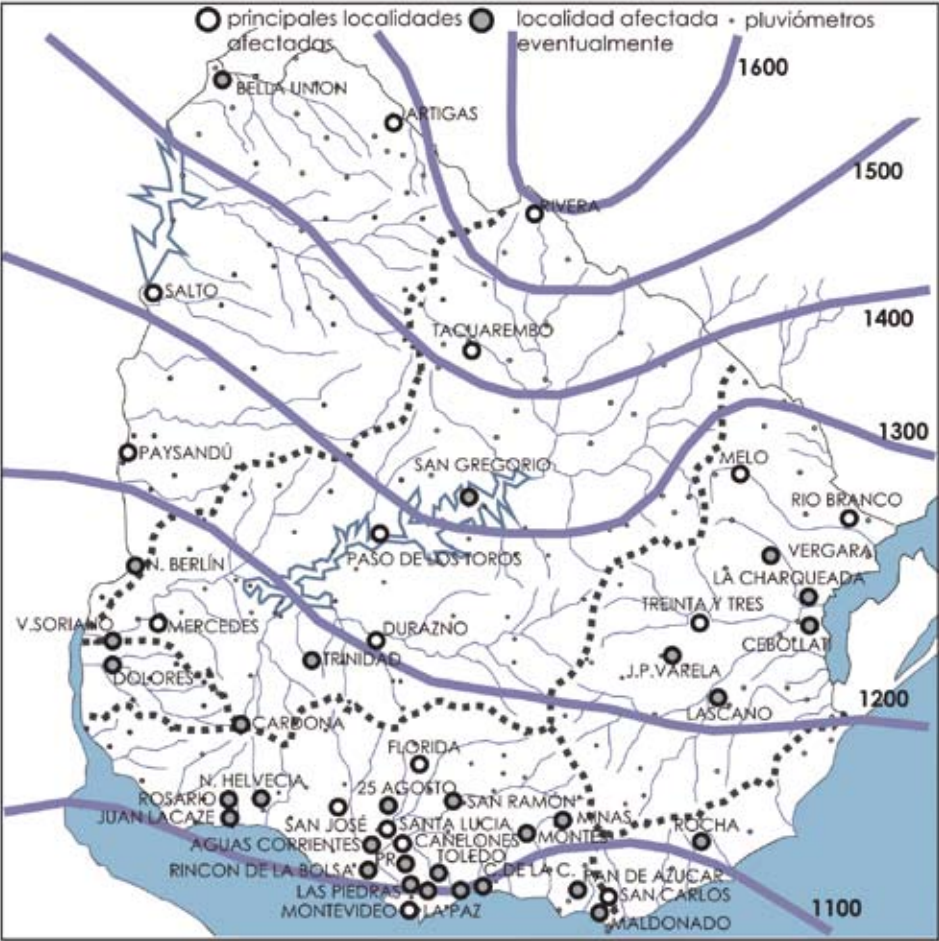 principales localidades afectadas
localidad afectada eventualmente
pluviómetros
1600
BELLA UNION
ARTIGAS
1500
RIVERA
SALTO
1400
TACUAREMBÓ
1300
PAYSANDÚ
SAN GREGORIO
MELO
RIO BRANCO
PASO DE LOS TOROS
N. BERLÍN
VERGARA
LA CHARQUEADA
TREINTA Y TRES
V.SORIANO
MERCEDES
DURAZNO
CEBOLLATI
TRINIDAD
J.P.VARELA
DOLORES
LASCANO
1200
CARDONA
FLORIDA
N. HELVECIA
25 AGOSTO
ROSARIO
SAN RAMÓN
JUAN LACAZE
SAN JOSÉ
SANTA LUCIA
MINAS
MONTES
ROCHA
AGUAS CORRIENTES
CAÑELONES
PR
TOLEDO
RINCON DE LA BOLSA
C.DE LA C.
PAN DE AZUCAR
LAS PIEDRAS
SAN CARLOS
MONTEVIDEO
LA PAZ
1100
MALDONADO